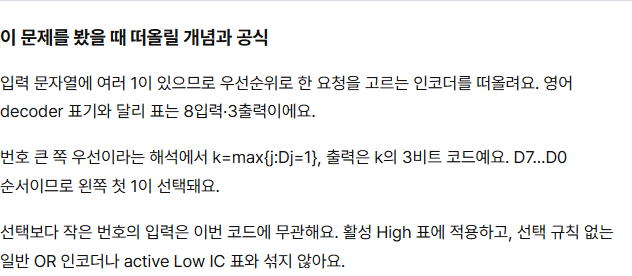 이 문제를 봤을 때 떠올릴 개념과 공식
입력 문자열에 여러 1이 있으므로 우선순위로 한 요청을 고르는 인코더를 떠올려요. 영어
decoder 표기와 달리 표는 8입력·3출력이에요.
번호 큰 쪽 우선이라는 해석에서 k=max{j:Dj=1}, 출력은 k의 3비트 코드예요. D7…D0
순서이므로 왼쪽 첫 1이 선택돼요.
선택보다 작은 번호의 입력은 이번 코드에 무관해요. 활성 High 표에 적용하고, 선택 규칙 없는
일반 OR 인코더나 active Low IC 표와 섞지 않아요.